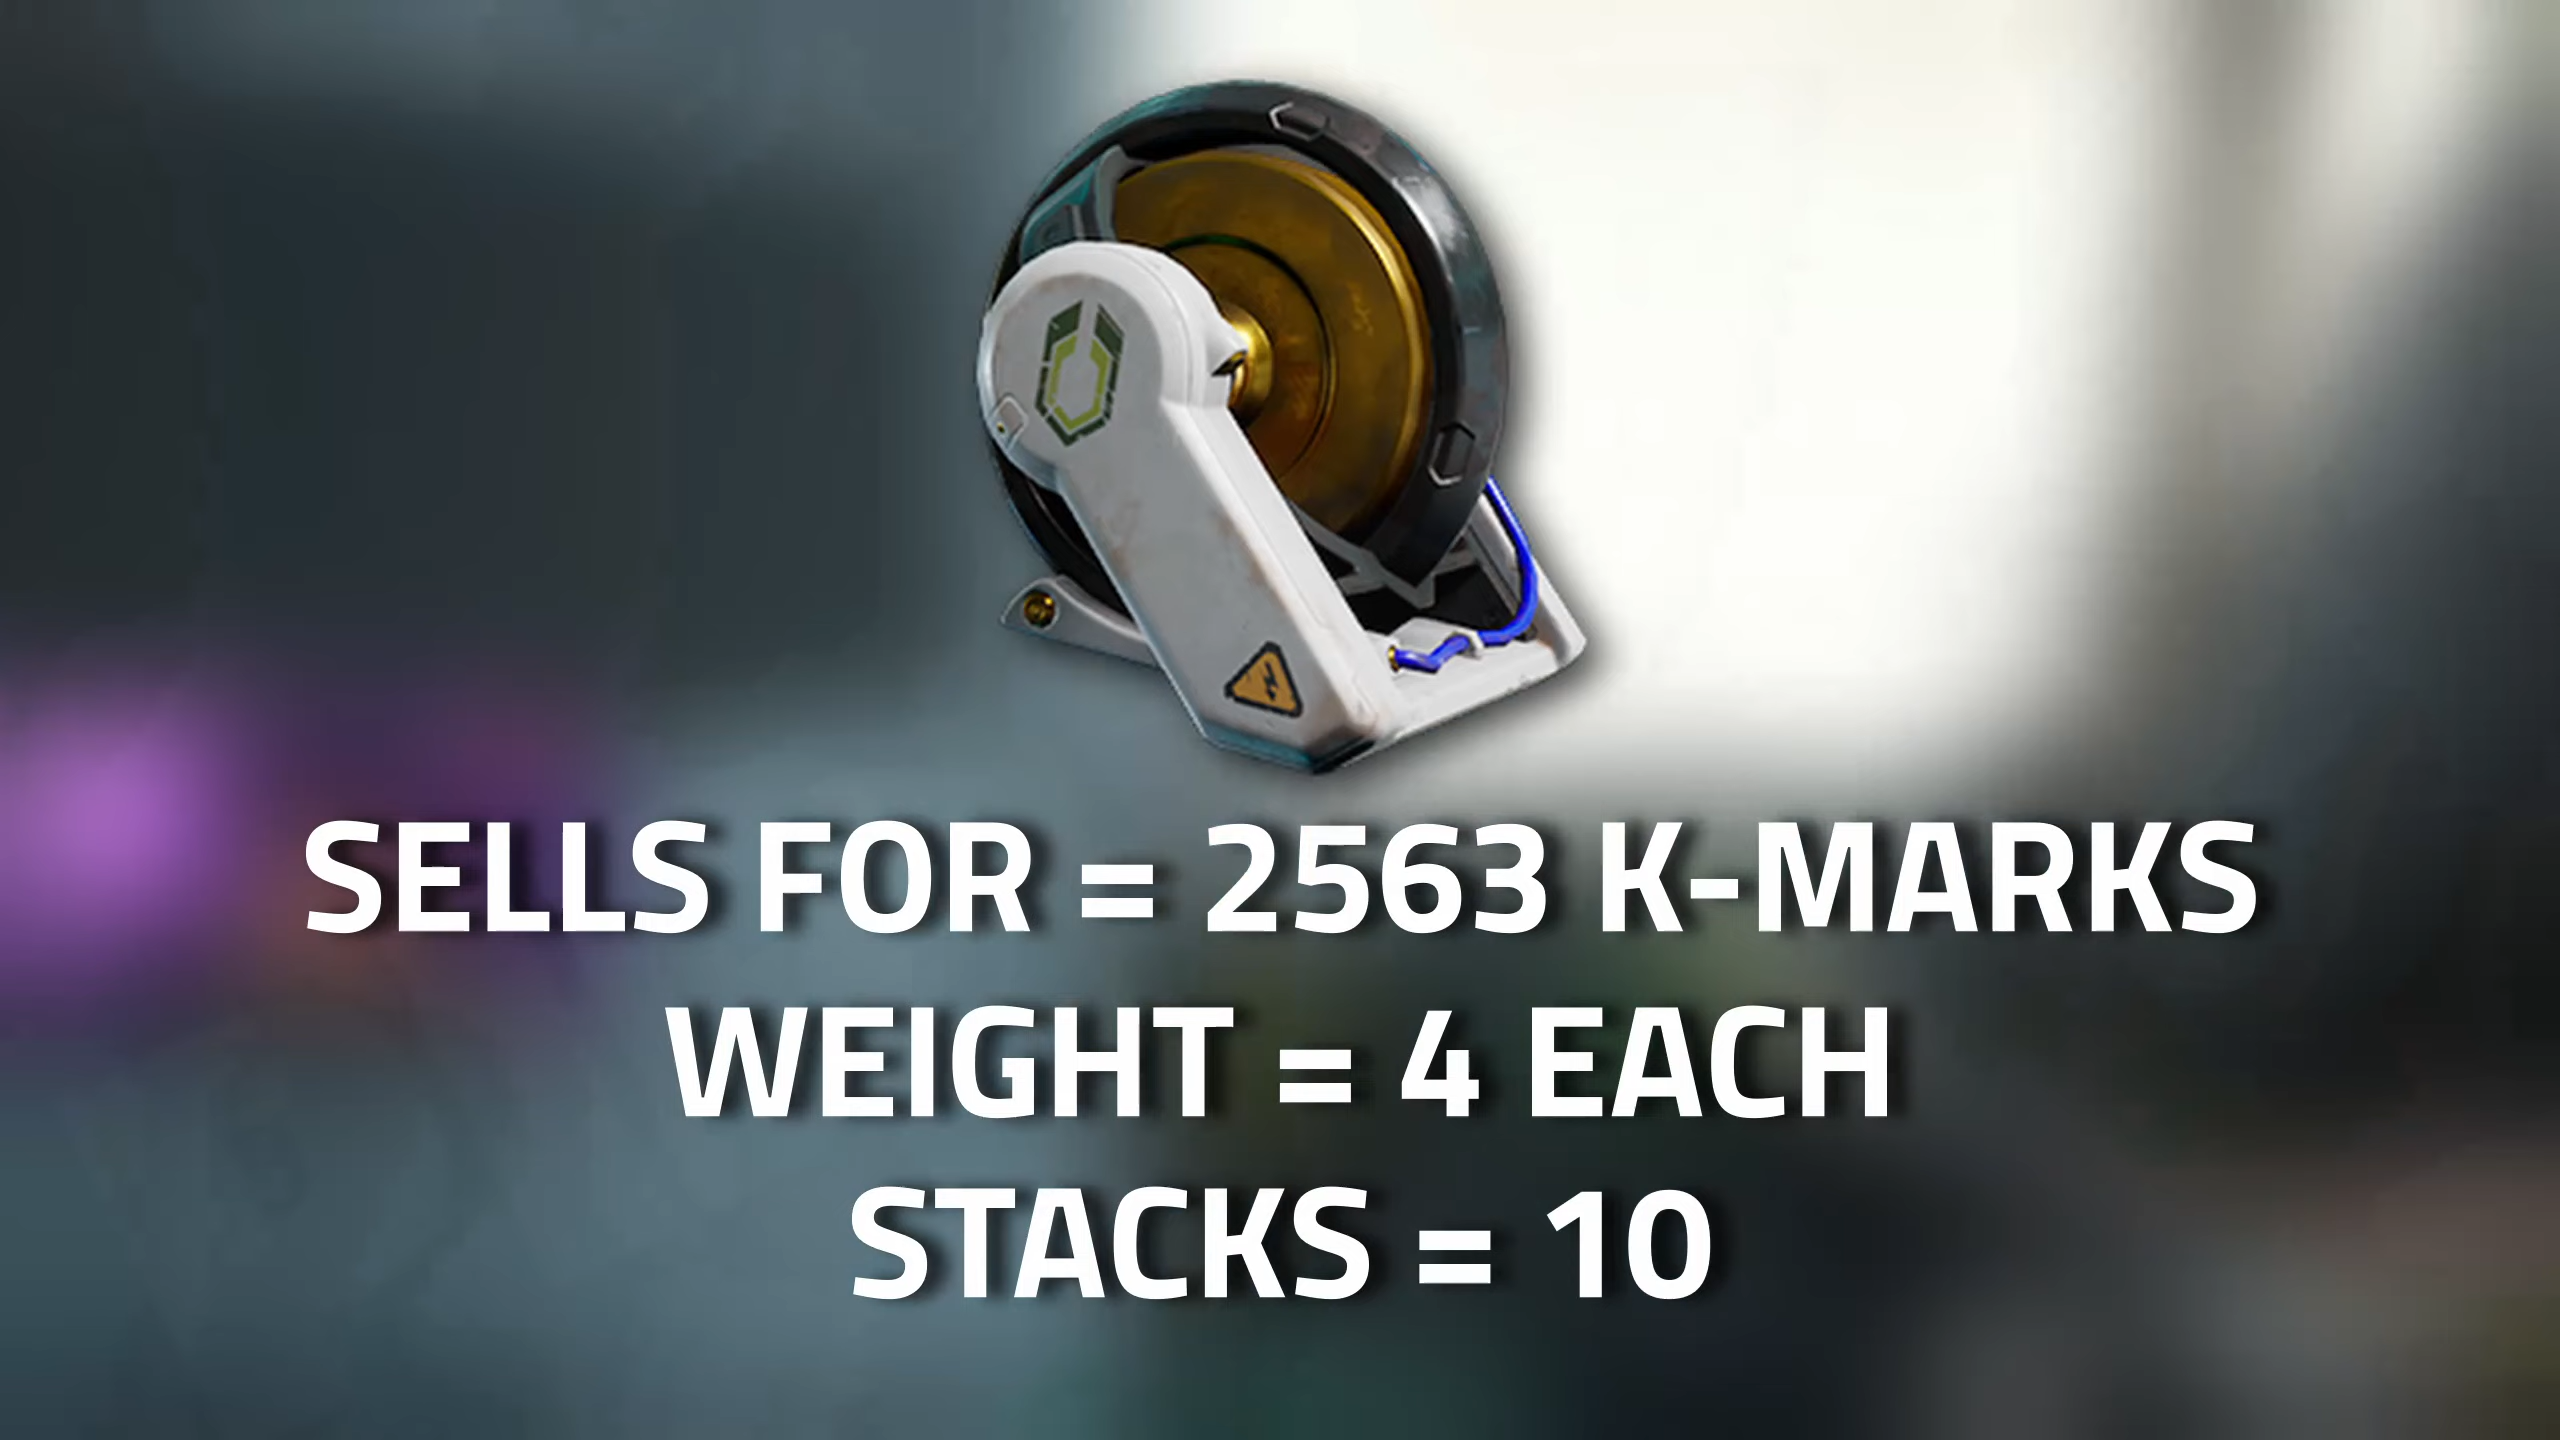 SELLS FOR = 2563 K-MARKS
WEIGHT = 4 EACH
STACKS = 10